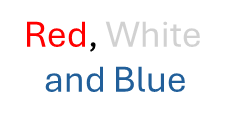 Red, White
and Blue